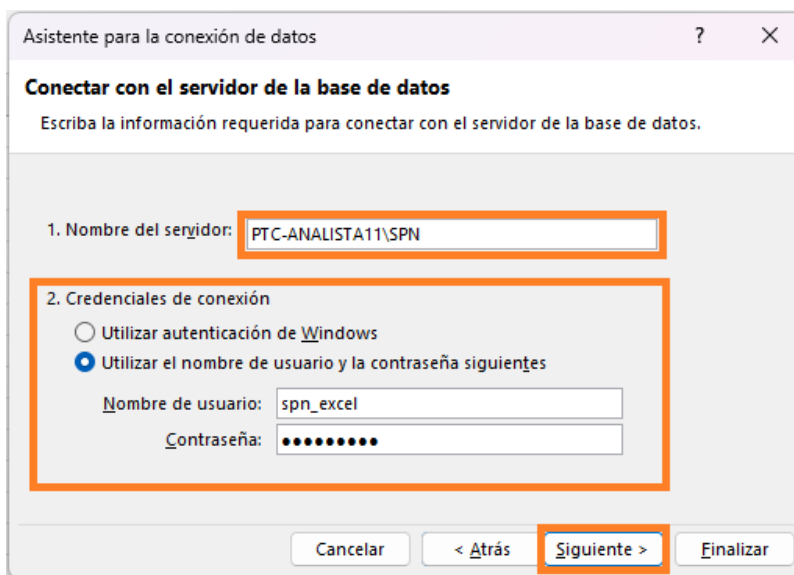 Asistente para la conexión de datos ? ✕
Conectar con el servidor de la base de datos
Escriba la información requerida para conectar con el servidor de la base de datos.
1. Nombre del servidor: PTC-ANALISTA11\SPN
2. Credenciales de conexión
Utilizar autenticación de Windows
Utilizar el nombre de usuario y la contraseña siguientes
Nombre de usuario: spn_excel
Contraseña: •••••••••
Cancelar < Atrás Siguiente > Finalizar